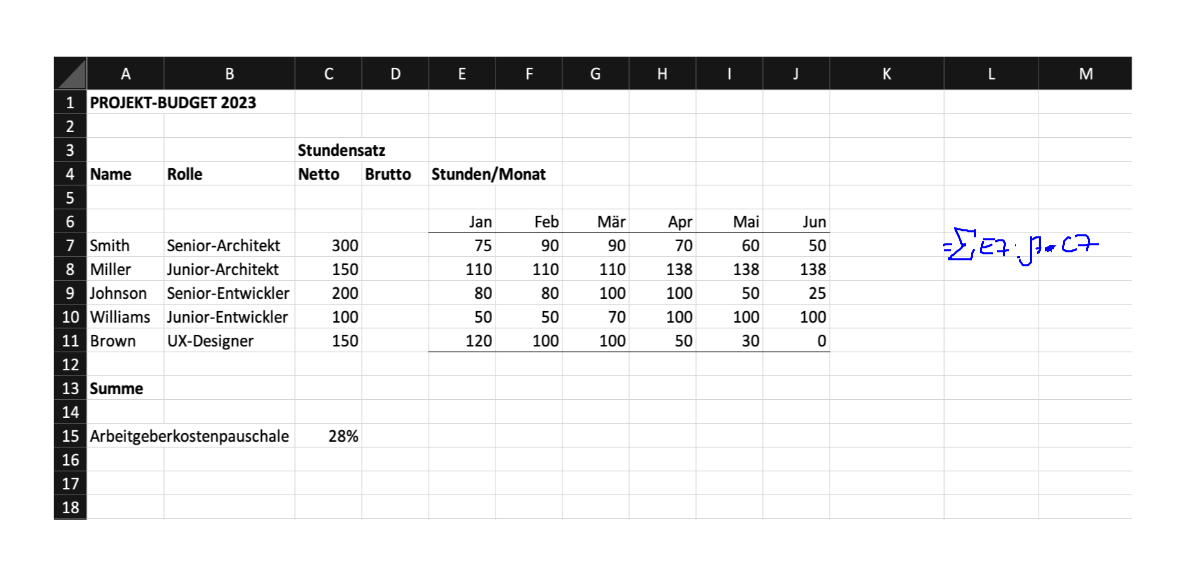 A B C D E F G H I J K L M
1 PROJEKT-BUDGET 2023
2
3 Stundensatz
4 Name Rolle Netto Brutto Stunden/Monat
5
6 Jan Feb Mär Apr Mai Jun
7 Smith Senior-Architekt 300 75 90 90 70 60 50 =∑E7:J7*C7
8 Miller Junior-Architekt 150 110 110 110 138 138 138
9 Johnson Senior-Entwickler 200 80 80 100 100 50 25
10 Williams Junior-Entwickler 100 50 50 70 100 100 100
11 Brown UX-Designer 150 120 100 100 50 30 0
12
13 Summe
14
15 Arbeitgeberkostenpauschale 28%
16
17
18